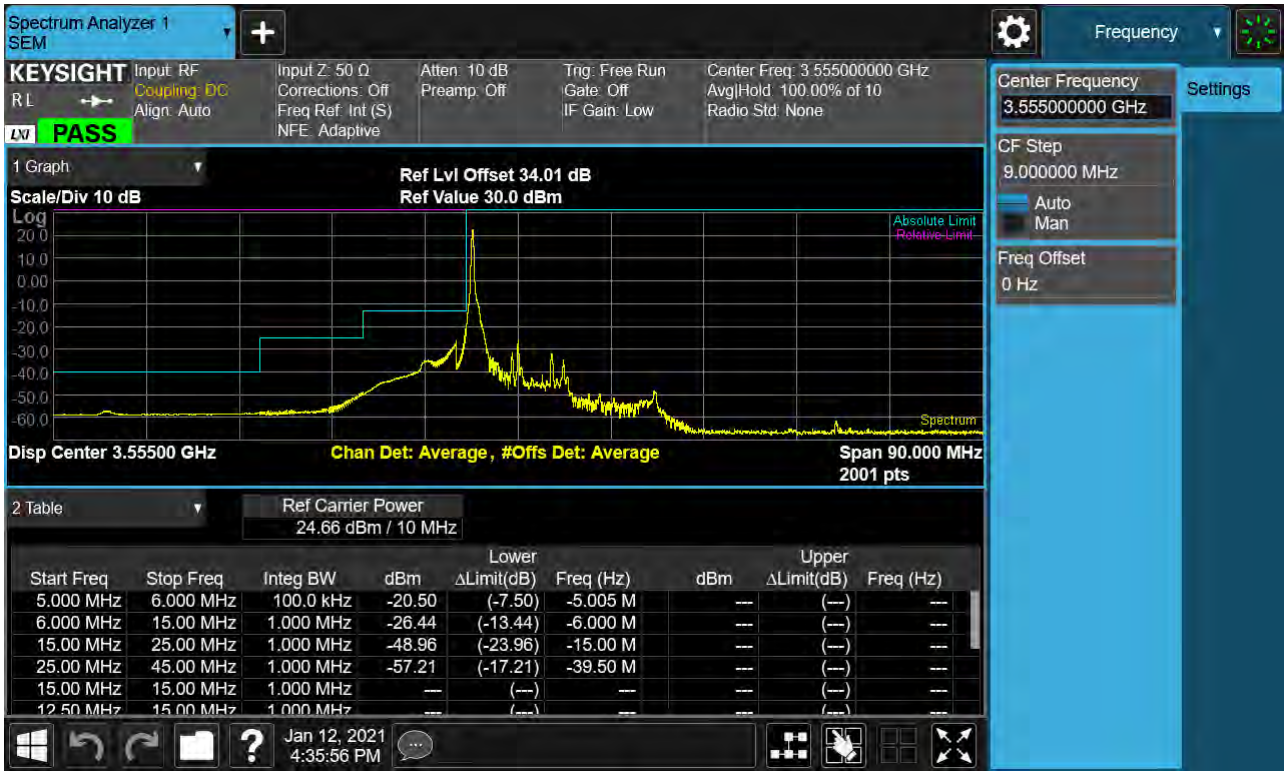 Spectrum Analyzer 1
SEM
+
Frequency
KEYSIGHT
R L
LXI
PASS
Input: RF
Coupling: DC
Align: Auto
Input Z: 50 Ω
Corrections: Off
Freq Ref: Int (S)
NFE: Adaptive
Atten: 10 dB
Preamp: Off
Trig: Free Run
Gate: Off
IF Gain: Low
Center Freq: 3.555000000 GHz
Avg|Hold: 100.00% of 10
Radio Std: None
Center Frequency
3.555000000 GHz
Settings
CF Step
9.000000 MHz
Auto
Man
Freq Offset
0 Hz
1 Graph
Ref Lvl Offset 34.01 dB
Scale/Div 10 dB
Ref Value 30.0 dBm
Log
Absolute Limit
Relative Limit
20.0
10.0
0.00
-10.0
-20.0
-30.0
-40.0
-50.0
-60.0
Spectrum
Disp Center 3.55500 GHz
Chan Det: Average, #Offs Det: Average
Span 90.000 MHz
2001 pts
2 Table
Ref Carrier Power
24.66 dBm / 10 MHz
Lower Upper
Start Freq Stop Freq Integ BW dBm ΔLimit(dB) Freq (Hz) dBm ΔLimit(dB) Freq (Hz)
5.000 MHz 6.000 MHz 100.0 kHz -20.50 (-7.50) -5.005 M --- (---) ---
6.000 MHz 15.00 MHz 1.000 MHz -26.44 (-13.44) -6.000 M --- (---) ---
15.00 MHz 25.00 MHz 1.000 MHz -48.96 (-23.96) -15.00 M --- (---) ---
25.00 MHz 45.00 MHz 1.000 MHz -57.21 (-17.21) -39.50 M --- (---) ---
15.00 MHz 15.00 MHz 1.000 MHz --- (---) --- --- (---) ---
12.50 MHz 15.00 MHz 1.000 MHz --- (---) --- --- (---) ---
?
Jan 12, 2021
4:35:56 PM